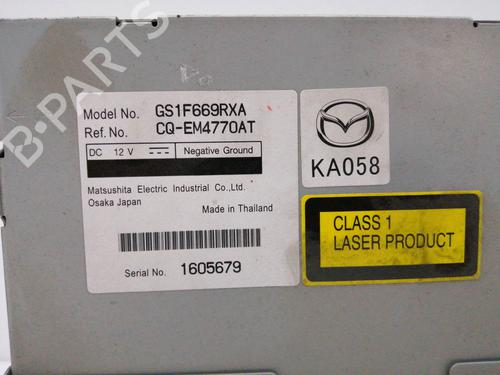 B-PARTS
Model No. GS1F669RXA
Ref. No. CQ-EM4770AT
DC 12 V Negative Ground
Matsushita Electric Industrial Co.,Ltd.
Osaka Japan
Made in Thailand
Serial No. 1605679
KA058
CLASS 1
LASER PRODUCT